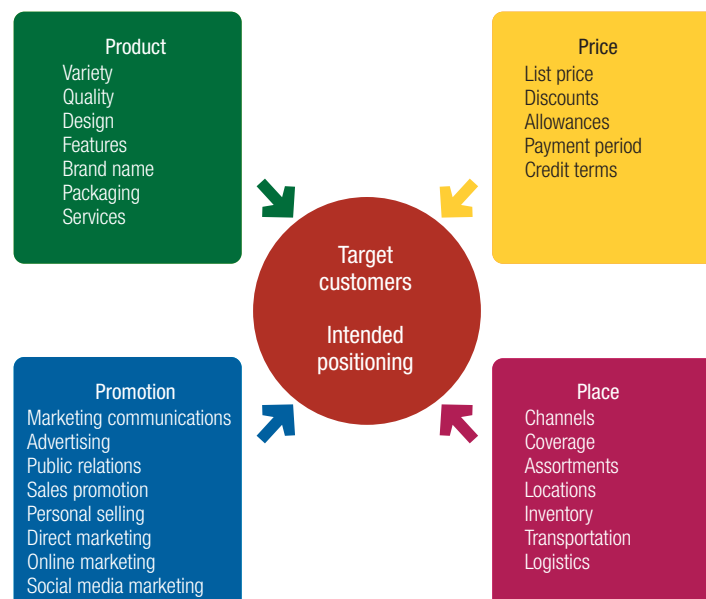 Product
Variety
Quality
Design
Features
Brand name
Packaging
Services
Price
List price
Discounts
Allowances
Payment period
Credit terms
Target
customers
Intended
positioning
Promotion
Marketing communications
Advertising
Public relations
Sales promotion
Personal selling
Direct marketing
Online marketing
Social media marketing
Place
Channels
Coverage
Assortments
Locations
Inventory
Transportation
Logistics